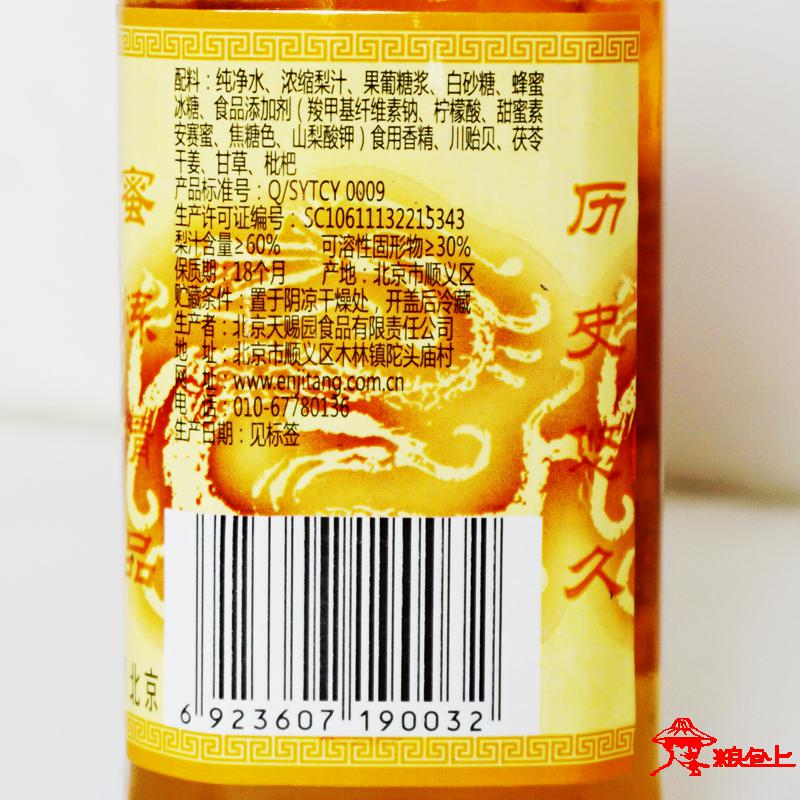 配料：纯净水、浓缩梨汁、果葡糖浆、白砂糖、蜂蜜
冰糖、食品添加剂（羧甲基纤维素钠、柠檬酸、甜蜜素
安赛蜜、焦糖色、山梨酸钾）食用香精、川贻贝、茯苓
干姜、甘草、枇杷
产品标准号：Q/SYTCY 0009
生产许可证编号：SC10611132215343
梨汁含量≥60% 可溶性固形物≥30%
保质期：18个月 产地：北京市顺义区
贮藏条件：置于阴凉干燥处，开盖后冷藏
生产者：北京天赐园食品有限责任公司
地 址：北京市顺义区木林镇陀头庙村
网 址：www.enjitang.com.cn
电 话：010-67780136
生产日期：见标签
蜜炼精品
历史悠久
北京
6 923607 190032
粮仓上